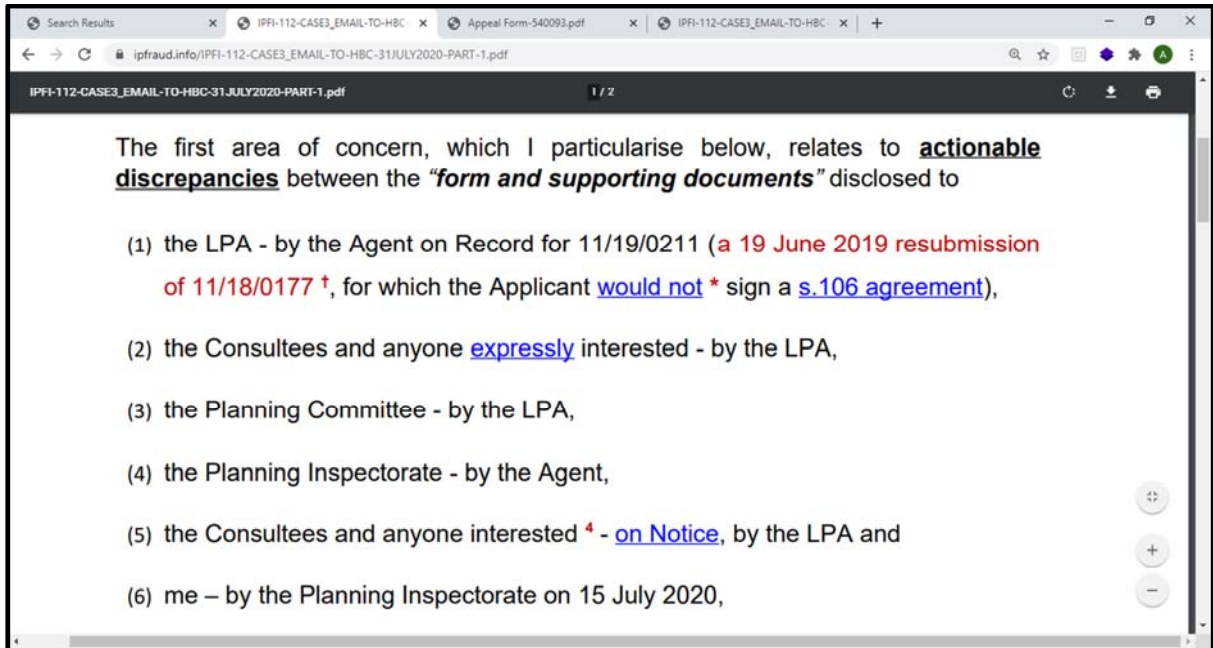 Search Results
IPFI-112-CASE3_EMAIL-TO-HBC-
Appeal Form-540093.pdf
IPFI-112-CASE3_EMAIL-TO-HBC-
ipfraud.info/IPFI-112-CASE3_EMAIL-TO-HBC-31JULY2020-PART-1.pdf
A
IPFI-112-CASE3_EMAIL-TO-HBC-31JULY2020-PART-1.pdf
1 / 2
The first area of concern, which I particularise below, relates to actionable
discrepancies between the “form and supporting documents” disclosed to
(1) the LPA - by the Agent on Record for 11/19/0211 (a 19 June 2019 resubmission
of 11/18/0177 †, for which the Applicant would not * sign a s.106 agreement),
(2) the Consultees and anyone expressly interested - by the LPA,
(3) the Planning Committee - by the LPA,
(4) the Planning Inspectorate - by the Agent,
(5) the Consultees and anyone interested ⁴ - on Notice, by the LPA and
(6) me – by the Planning Inspectorate on 15 July 2020,